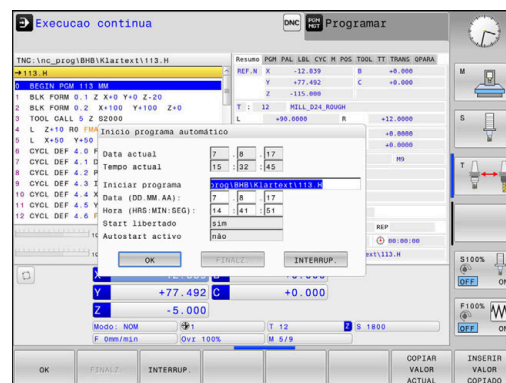 Execucao continua
DNC
PGM MGT
Programar
TNC:\nc_prog\BHB\Klartext\113.H
→113.H
0 BEGIN PGM 113 MM
1 BLK FORM 0.1 Z X+0 Y+0 Z-20
2 BLK FORM 0.2 X+100 Y+100 Z+0
3 TOOL CALL 5 Z S2000
4 L Z+10 R0 FMA
5 L X+50 Y+50
6 CYCL DEF 4.0 F
7 CYCL DEF 4.1 D
8 CYCL DEF 4.2 P
9 CYCL DEF 4.3 I
10 CYCL DEF 4.4 X
11 CYCL DEF 4.5 Y
12 CYCL DEF 4.6 F
Resumo PGM PAL LBL CYC M POS TOOL TT TRANS QPARA
REF.N X -12.039 B +0.000
Y +77.492 C +0.000
Z -115.000
T : 12 MILL_D24_ROUGH
L +90.0000 R +12.0000
+0.0000
+0.0000
M9
REP
00:00:00
ext\113.H
Inicio programa automático
Data actual 7 . 8 . 17
Tempo actual 15 : 32 : 45
Iniciar programa prog\BHB\Klartext\113.H
Data (DD.MM.AA): 7 . 8 . 17
Hora (HRS:MIN:SEG): 14 : 41 : 51
Start libertado sim
Autostart activo não
OK FINALZ. INTERRUP.
X
Y +77.492 C +0.000
Z -5.000
Modo: NOM 1 T 12 Z S 1800
F 0mm/min Ovr 100% M 5/9
M
S
T
S100%
OFF ON
F100%
OFF ON
OK FINALZ. INTERRUP.
COPIAR VALOR ACTUAL
INSERIR VALOR COPIADO